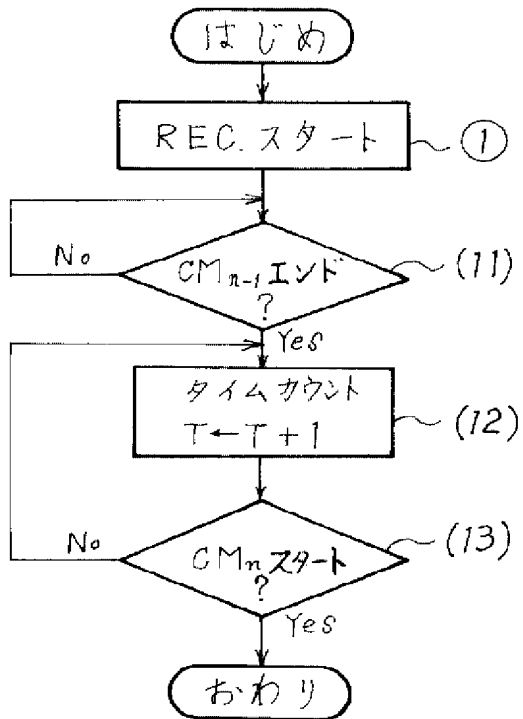 はじめ
REC.スタート
①
No
CMn-1エンド
?
(11)
Yes
タイムカウント
T←T+1
(12)
No
CMnスタート
?
(13)
Yes
おわり